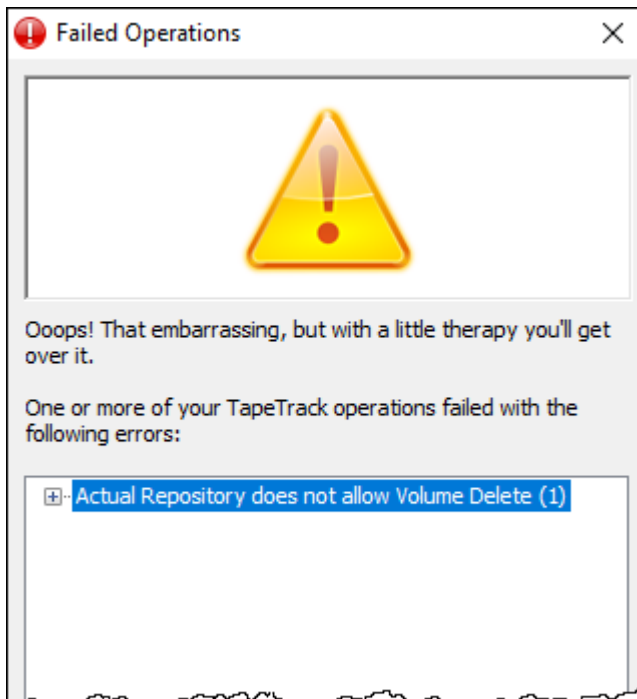 Failed Operations
Ooops! That embarrassing, but with a little therapy you'll get
over it.
One or more of your TapeTrack operations failed with the
following errors:
Actual Repository does not allow Volume Delete (1)